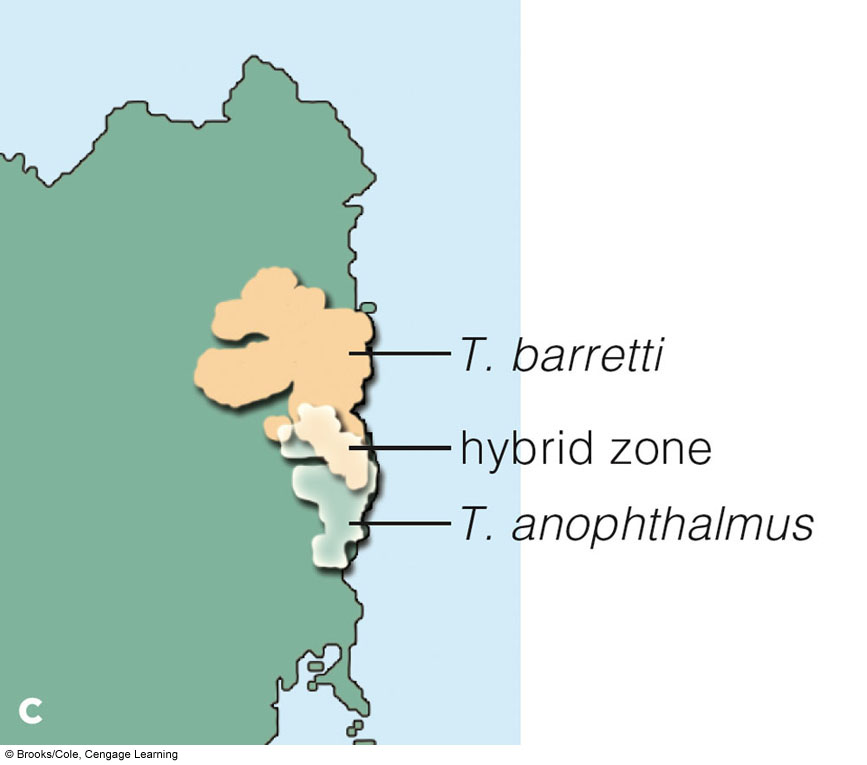 T. barretti
hybrid zone
T. anophthalmus
C
© Brooks/Cole, Cengage Learning